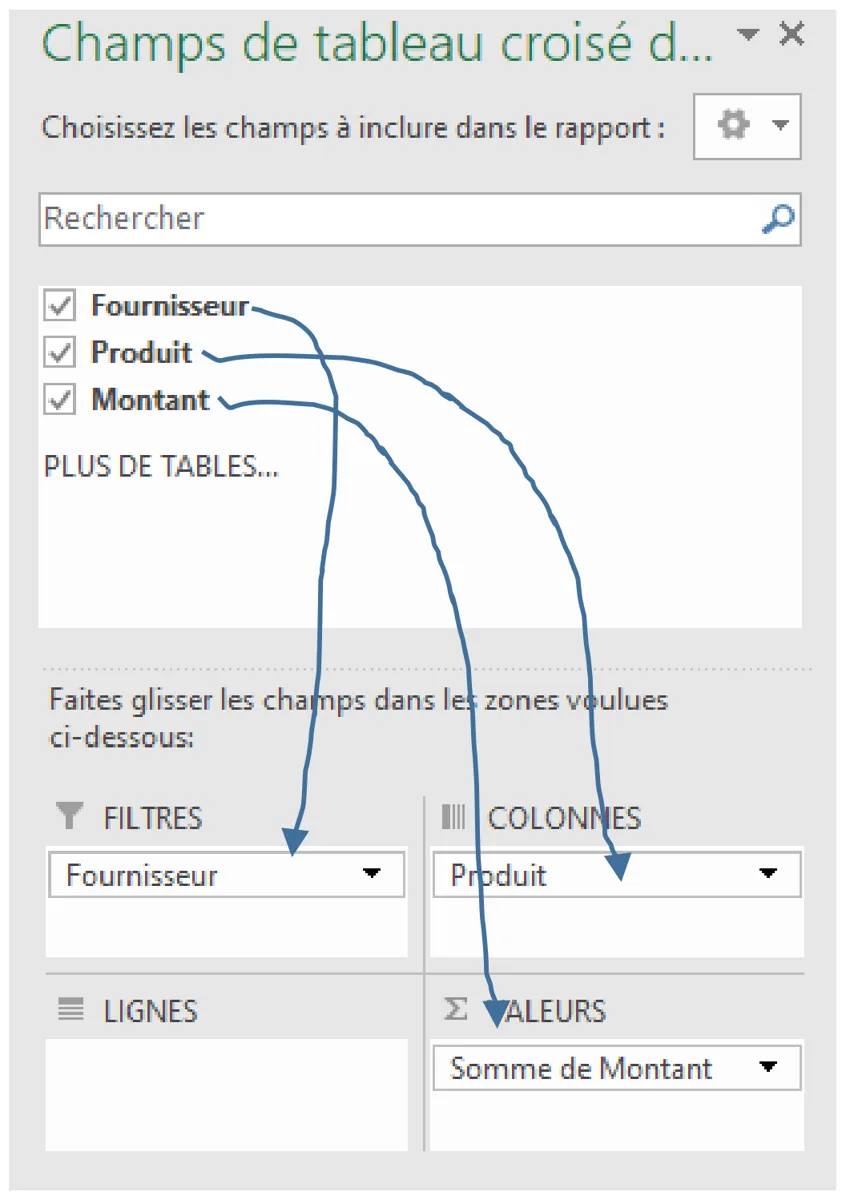 Champs de tableau croisé d...
Choisissez les champs à inclure dans le rapport :
Rechercher
Fournisseur
Produit
Montant
PLUS DE TABLES...
Faites glisser les champs dans les zones voulues
ci-dessous:
FILTRES
COLONNES
Fournisseur
Produit
LIGNES
Σ VALEURS
Somme de Montant